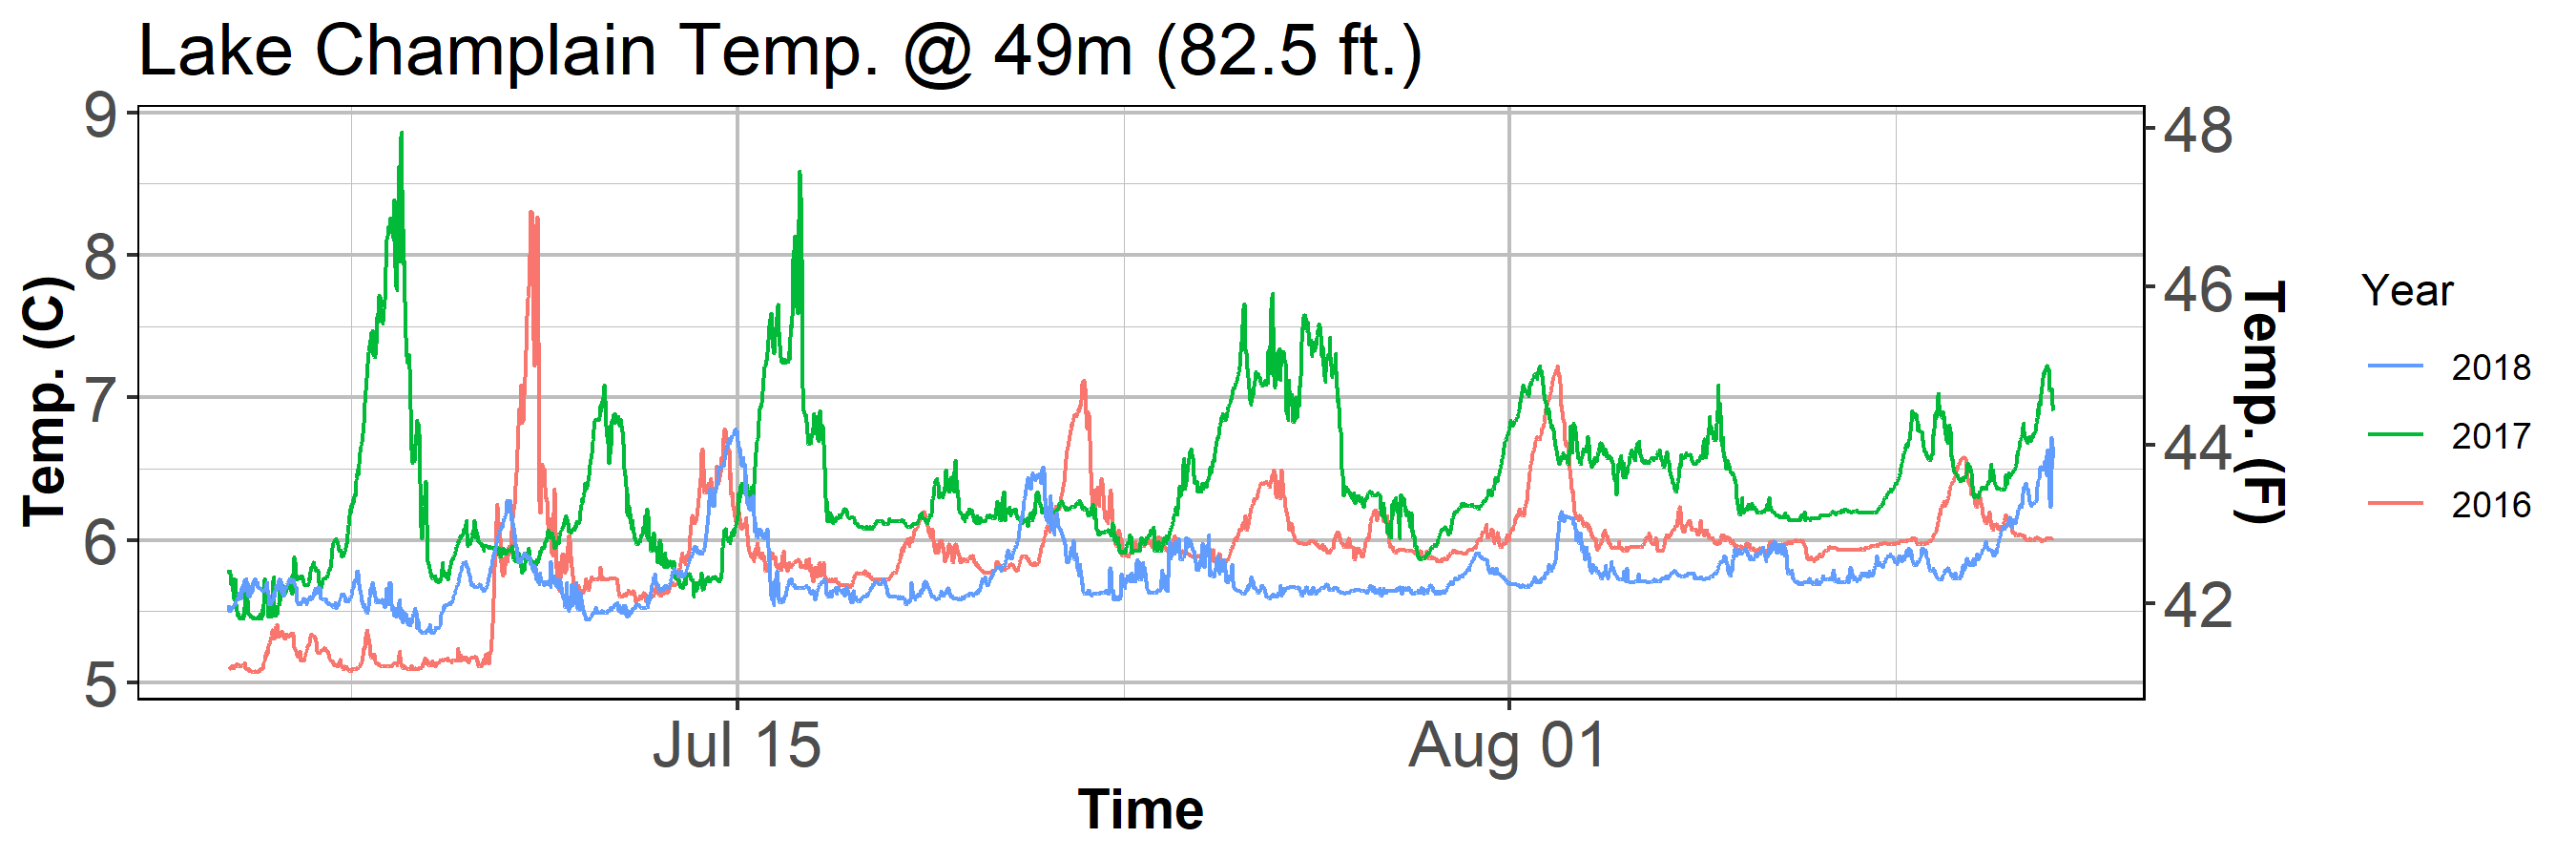 Lake Champlain Temp. @ 49m (82.5 ft.)
9
8
7
6
5
Temp. (C)
48
46
44
42
Temp. (F)
Jul 15
Aug 01
Time
Year
2018
2017
2016